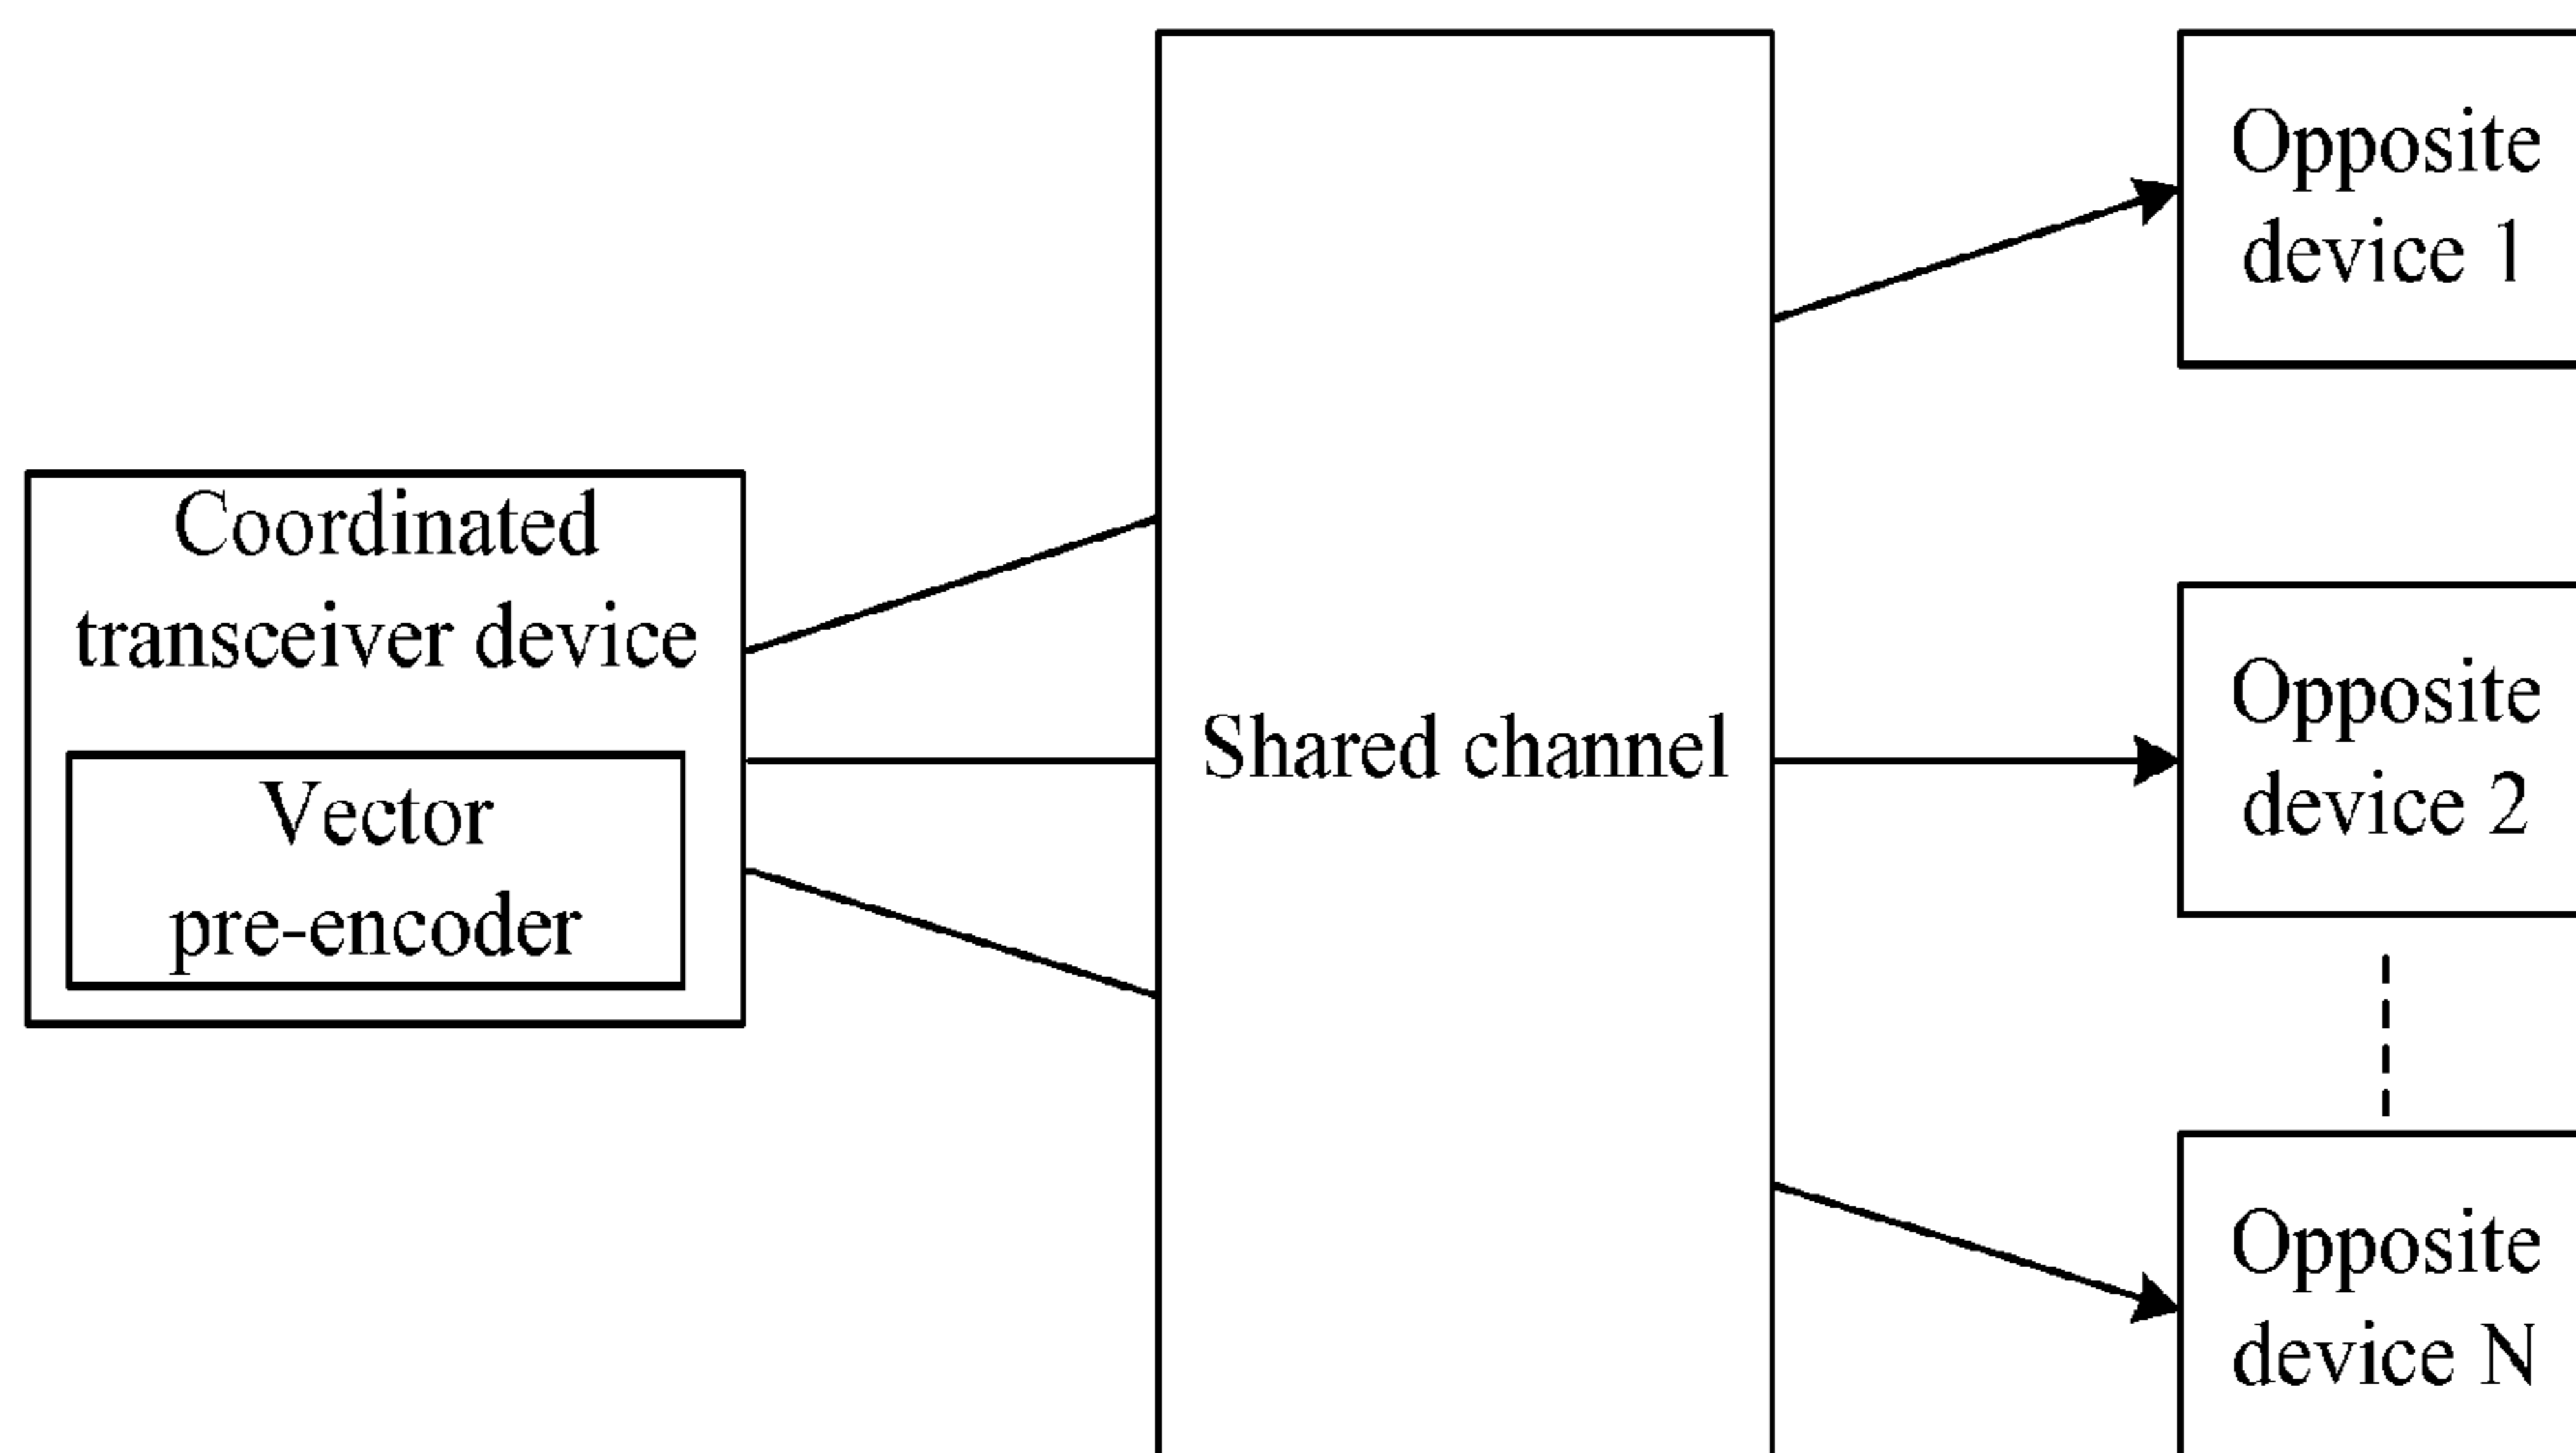 Coordinated
transceiver device
Vector
pre-encoder
Shared channel
Opposite
device 1
Opposite
device 2
Opposite
device N